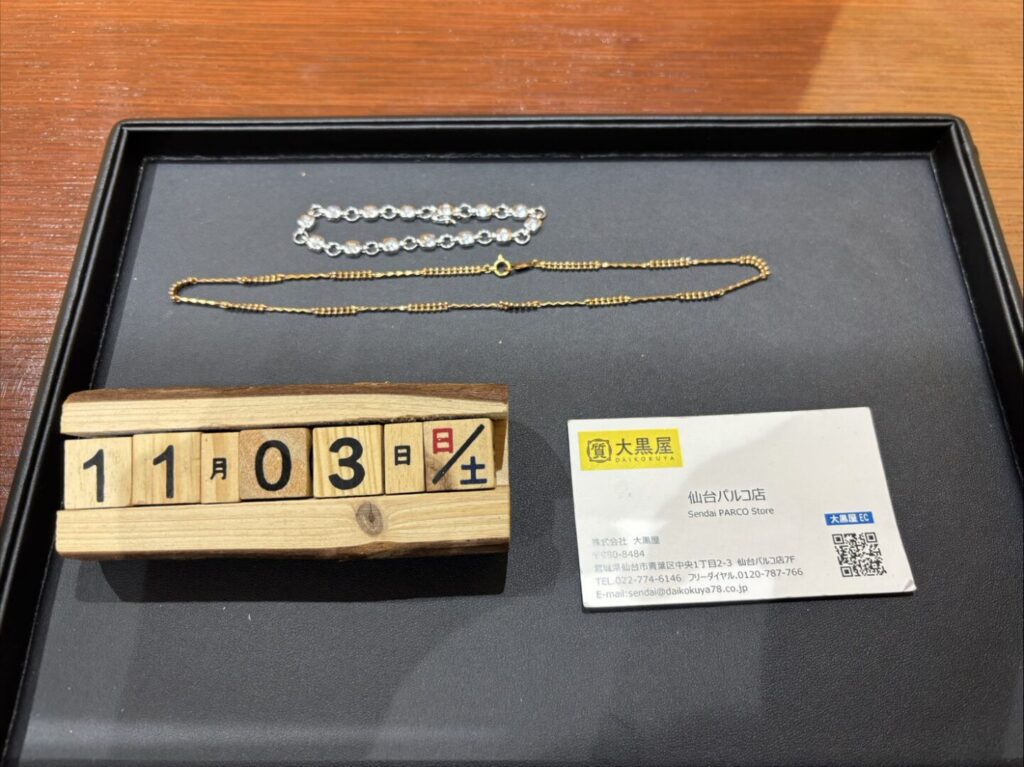 11月03日 日/土
質 大黒屋
DAIKOKUYA
仙台パルコ店
Sendai PARCO Store
大黒屋 EC
株式会社 大黒屋
〒980-8484
宮城県仙台市青葉区中央1丁目2-3 仙台パルコ店7F
TEL.022-774-6146 フリーダイヤル.0120-787-766
E-mail:sendai@daikokuya78.co.jp